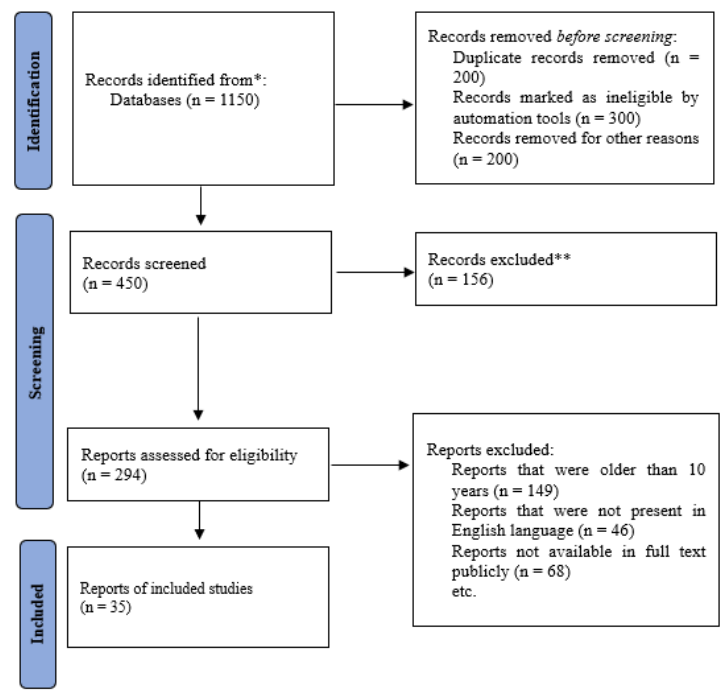 Identification
Records identified from*:
Databases (n = 1150)
Records removed before screening:
Duplicate records removed (n =
200)
Records marked as ineligible by
automation tools (n = 300)
Records removed for other reasons
(n = 200)
Screening
Records screened
(n = 450)
Records excluded**
(n = 156)
Reports assessed for eligibility
(n = 294)
Reports excluded:
Reports that were older than 10
years (n = 149)
Reports that were not present in
English language (n = 46)
Reports not available in full text
publicly (n = 68)
etc.
Included
Reports of included studies
(n = 35)